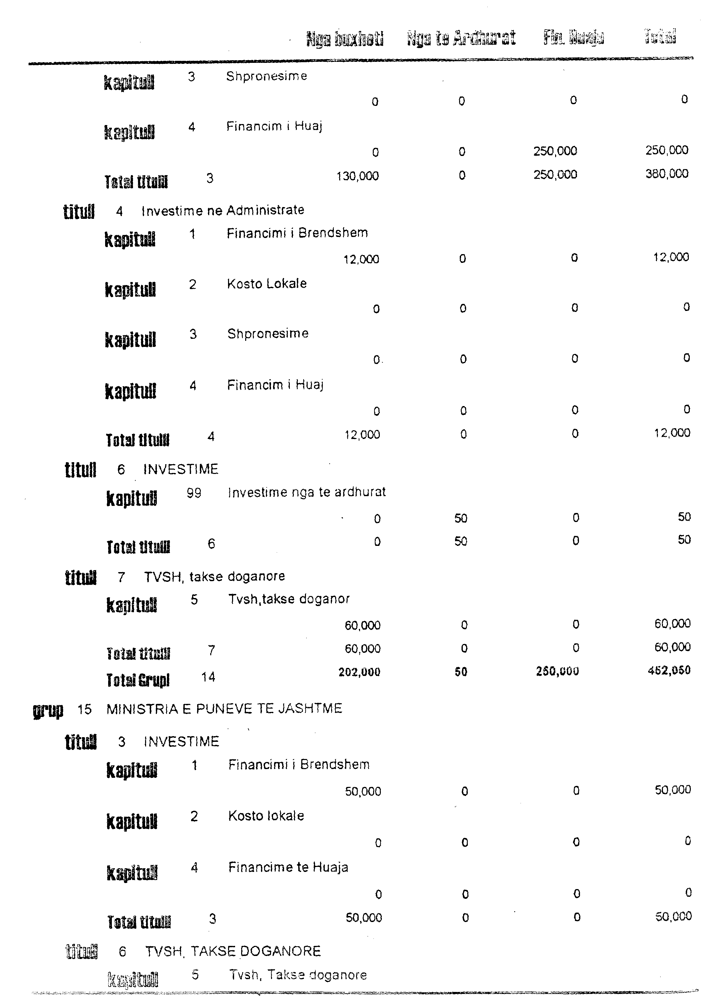 Nga buxheti Nga te Ardhurat Fin. Huaja Total
kapitull 3 Shpronesime
0 0 0 0
kapitull 4 Financim i Huaj
0 0 250,000 250,000
Total titulli 3 130,000 0 250,000 380,000
titull 4 Investime ne Administrate
kapitull 1 Financimi i Brendshem
12,000 0 0 12,000
kapitull 2 Kosto Lokale
0 0 0 0
kapitull 3 Shpronesime
0 0 0 0
kapitull 4 Financim i Huaj
0 0 0 0
Total titulli 4 12,000 0 0 12,000
titull 6 INVESTIME
kapitull 99 Investime nga te ardhurat
0 50 0 50
Total titulli 6 0 50 0 50
titull 7 TVSH, takse doganore
kapitull 5 Tvsh,takse doganor
60,000 0 0 60,000
Total titulli 7 60,000 0 0 60,000
Total Grupi 14 202,000 50 250,000 452,050
grup 15 MINISTRIA E PUNEVE TE JASHTME
titull 3 INVESTIME
kapitull 1 Financimi i Brendshem
50,000 0 0 50,000
kapitull 2 Kosto lokale
0 0 0 0
kapitull 4 Financime te Huaja
0 0 0 0
Total titulli 3 50,000 0 0 50,000
titull 6 TVSH, TAKSE DOGANORE
kapitull 5 Tvsh, Takse doganore